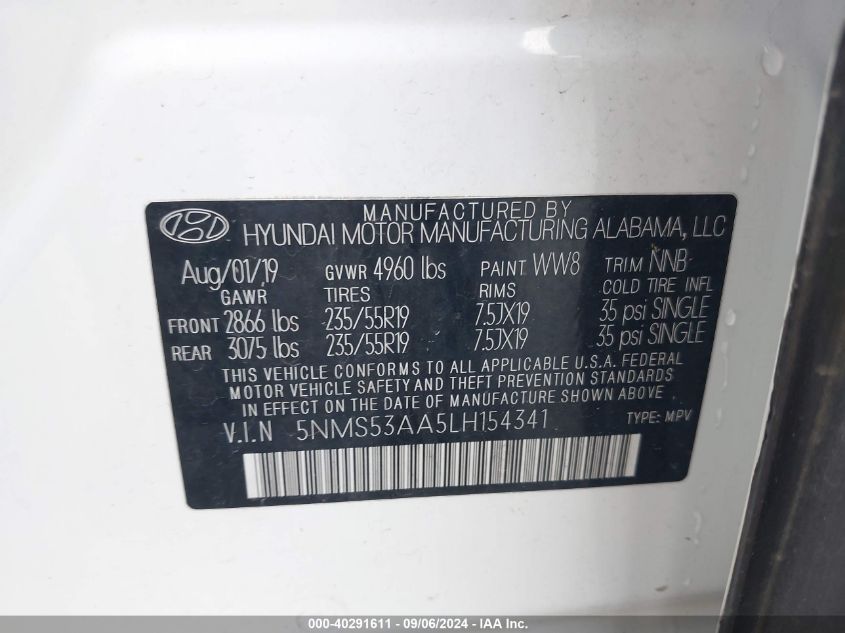 MANUFACTURED BY
HYUNDAI MOTOR MANUFACTURING ALABAMA, LLC
Aug/01/19 GVWR 4960 lbs PAINT WW8 TRIM NNB
GAWR TIRES RIMS COLD TIRE INFL
FRONT 2866 lbs 235/55R19 7.5JX19 35 psi SINGLE
REAR 3075 lbs 235/55R19 7.5JX19 35 psi SINGLE
THIS VEHICLE CONFORMS TO ALL APPLICABLE U.S.A. FEDERAL
MOTOR VEHICLE SAFETY AND THEFT PREVENTION STANDARDS
IN EFFECT ON THE DATE OF MANUFACTURE SHOWN ABOVE
V.I.N 5NMS53AA5LH154341 TYPE: MPV
000-40291611 - 09/06/2024 - IAA Inc.